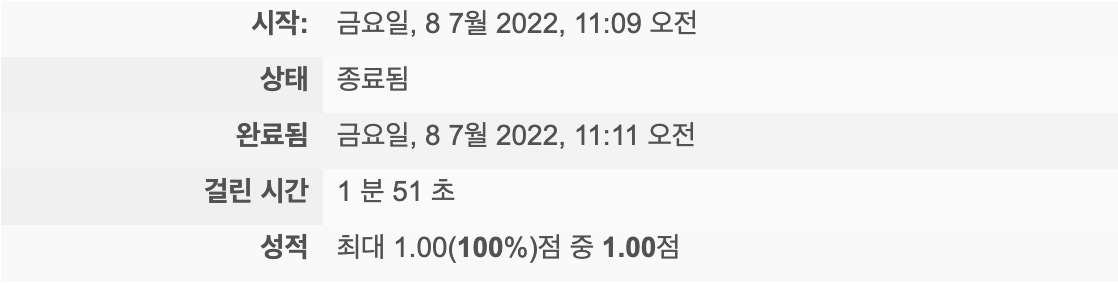 시작: 금요일, 8 7월 2022, 11:09 오전
상태 종료됨
완료됨 금요일, 8 7월 2022, 11:11 오전
걸린 시간 1 분 51 초
성적 최대 1.00(100%)점 중 1.00점